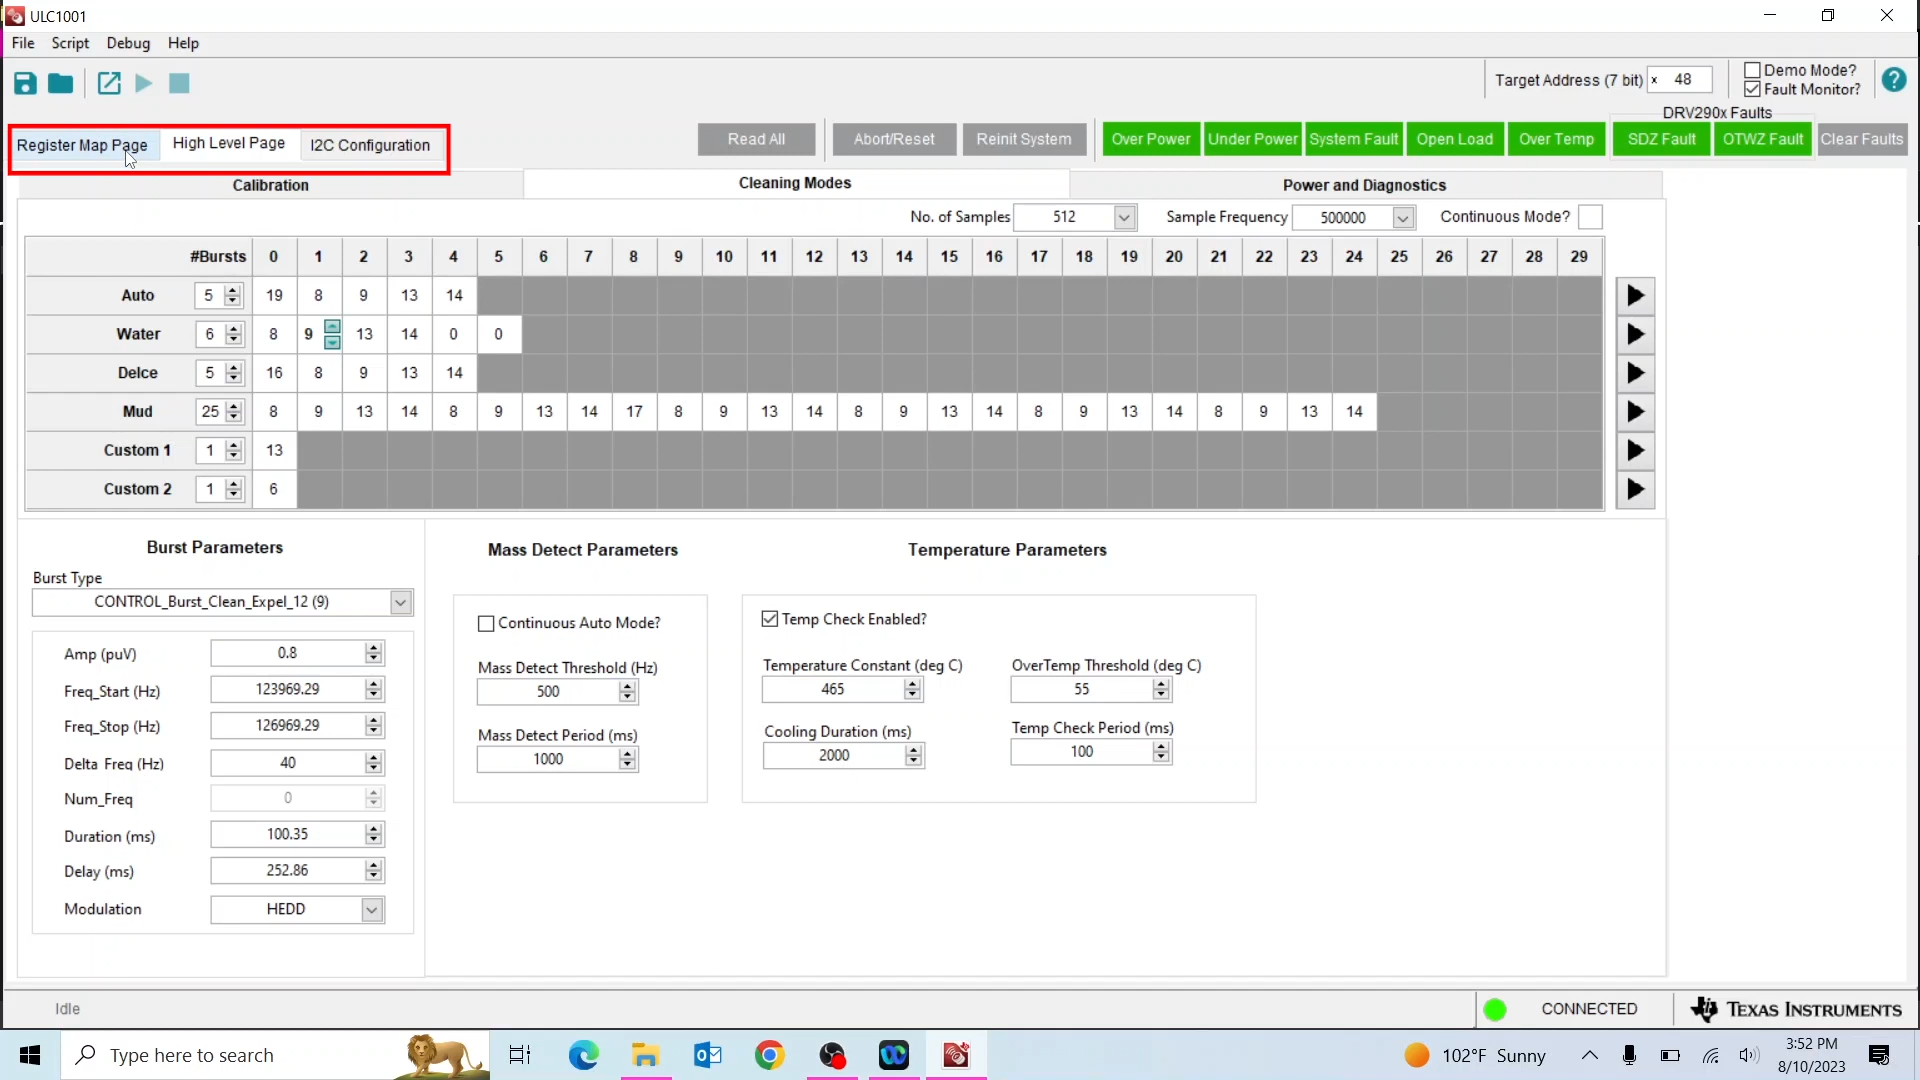 ULC1001
File Script Debug Help
Target Address (7 bit) x 48
Demo Mode?
Fault Monitor?
DRV290x Faults
Register Map Page High Level Page I2C Configuration
Read All Abort/Reset Reinit System Over Power Under Power System Fault Open Load Over Temp SDZ Fault OTWZ Fault Clear Faults
Calibration Cleaning Modes Power and Diagnostics
No. of Samples 512 Sample Frequency 500000 Continuous Mode?
#Bursts 0 1 2 3 4 5 6 7 8 9 10 11 12 13 14 15 16 17 18 19 20 21 22 23 24 25 26 27 28 29
Auto 5 19 8 9 13 14
Water 6 8 9 13 14 0 0
DeIce 5 16 8 9 13 14
Mud 25 8 9 13 14 8 9 13 14 17 8 9 13 14 8 9 13 14 8 9 13 14 8 9 13 14
Custom 1 1 13
Custom 2 1 6
Burst Parameters
Burst Type
CONTROL_Burst_Clean_Expel_12 (9)
Amp (puV) 0.8
Freq_Start (Hz) 123969.29
Freq_Stop (Hz) 126969.29
Delta Freq (Hz) 40
Num_Freq 0
Duration (ms) 100.35
Delay (ms) 252.86
Modulation HEDD
Mass Detect Parameters
Continuous Auto Mode?
Mass Detect Threshold (Hz)
500
Mass Detect Period (ms)
1000
Temperature Parameters
Temp Check Enabled?
Temperature Constant (deg C) OverTemp Threshold (deg C)
465 55
Cooling Duration (ms) Temp Check Period (ms)
2000 100
Idle CONNECTED TEXAS INSTRUMENTS
Type here to search 102°F Sunny 3:52 PM
8/10/2023